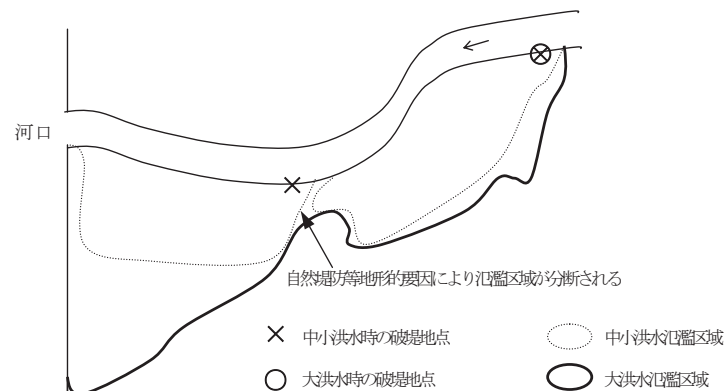 河口
自然堤防等地形的要因により氾濫区域が分断される
中小洪水時の破堤地点
中小洪水氾濫区域
大洪水時の破堤地点
大洪水氾濫区域